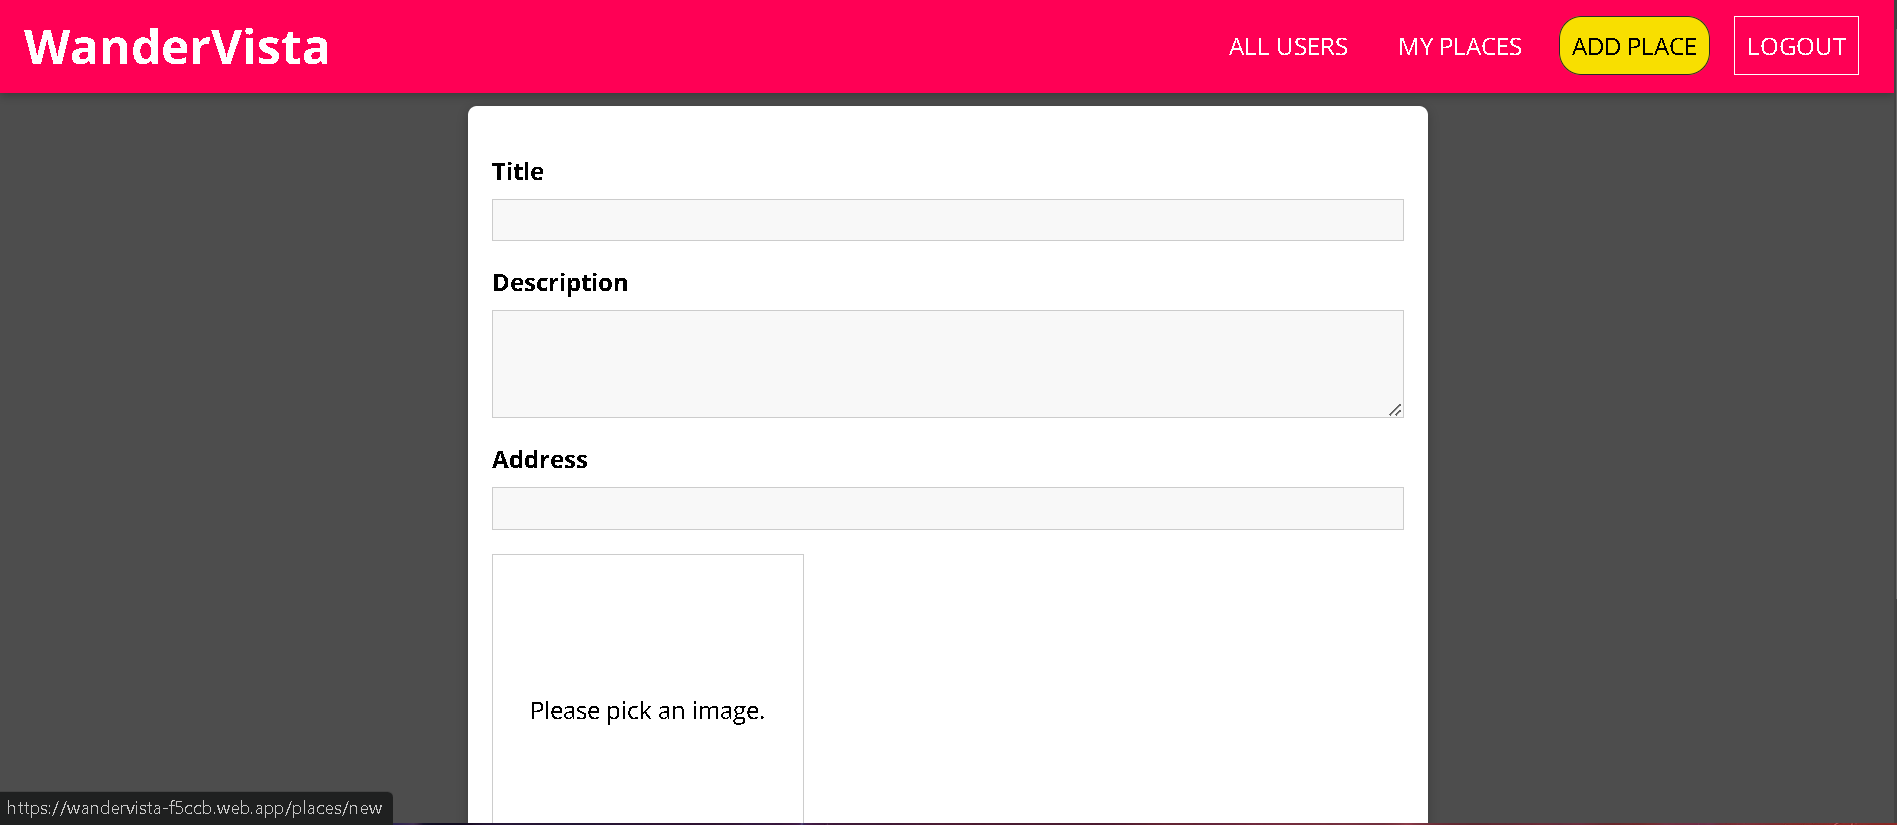 WanderVista
ALL USERS MY PLACES ADD PLACE LOGOUT
Title
Description
Address
Please pick an image.
https://wandervista-f5ccb.web.app/places/new